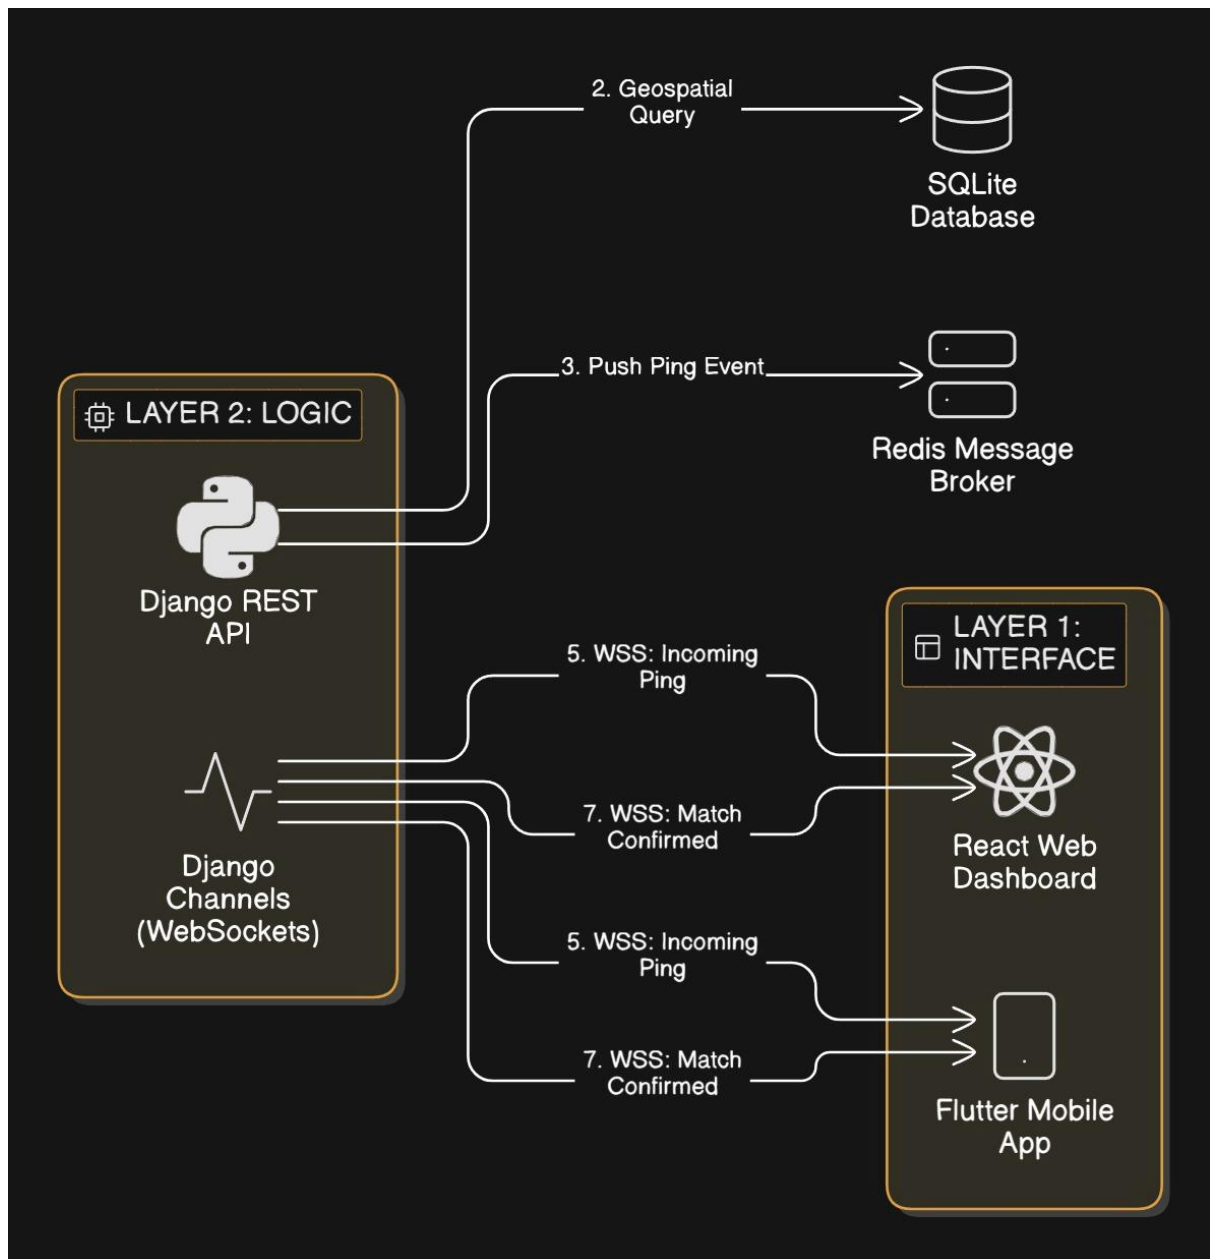 2. Geospatial
Query
SQLite
Database
3. Push Ping Event
Redis Message
Broker
LAYER 2: LOGIC
Django REST
API
Django
Channels
(WebSockets)
5. WSS: Incoming
Ping
7. WSS: Match
Confirmed
5. WSS: Incoming
Ping
7. WSS: Match
Confirmed
LAYER 1:
INTERFACE
React Web
Dashboard
Flutter Mobile
App